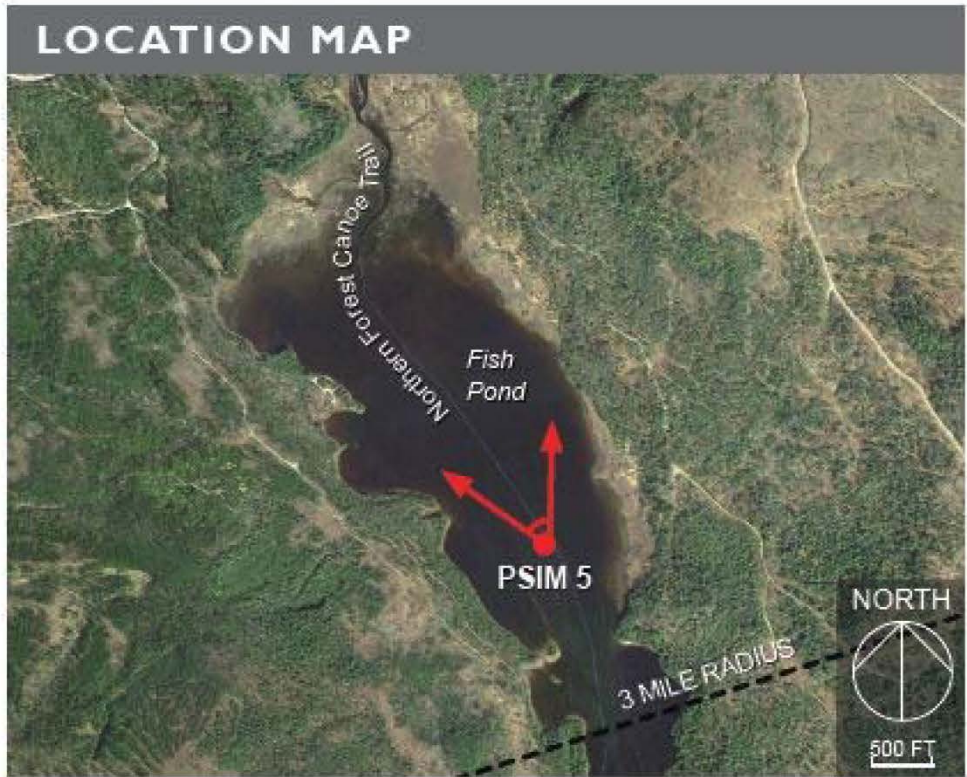 LOCATION MAP
Northern Forest Canoe Trail
Fish
Pond
PSIM 5
3 MILE RADIUS
NORTH
500 FT